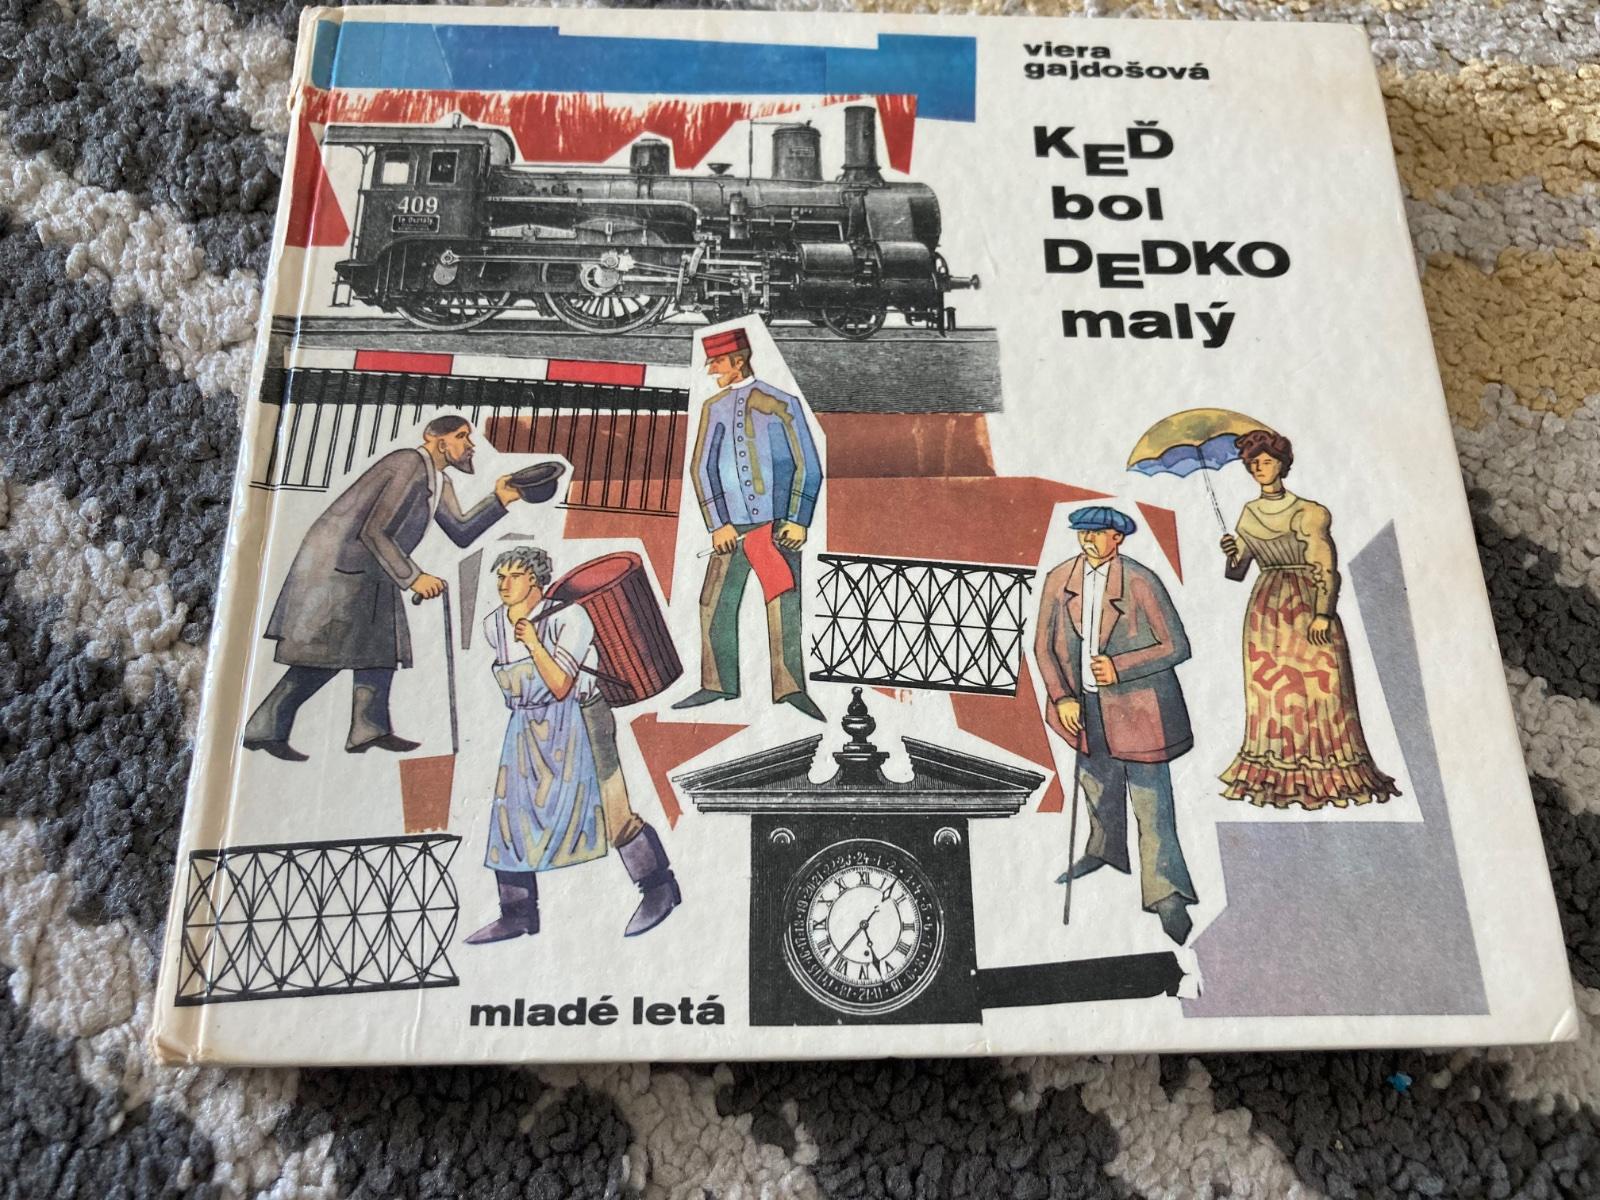 viera
gajdošová
KEĎ
bol
DEDKO
malý
409
mladé letá